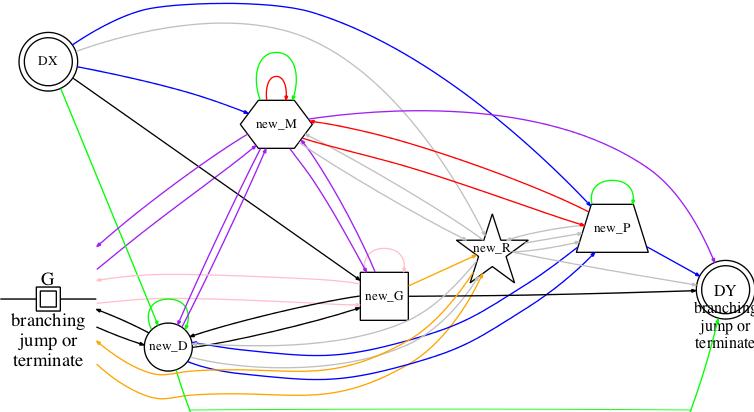 DX
new_M
new_P
new_R
G
branching
jump or
terminate
new_G
DY
branching
jump or
terminate
new_D